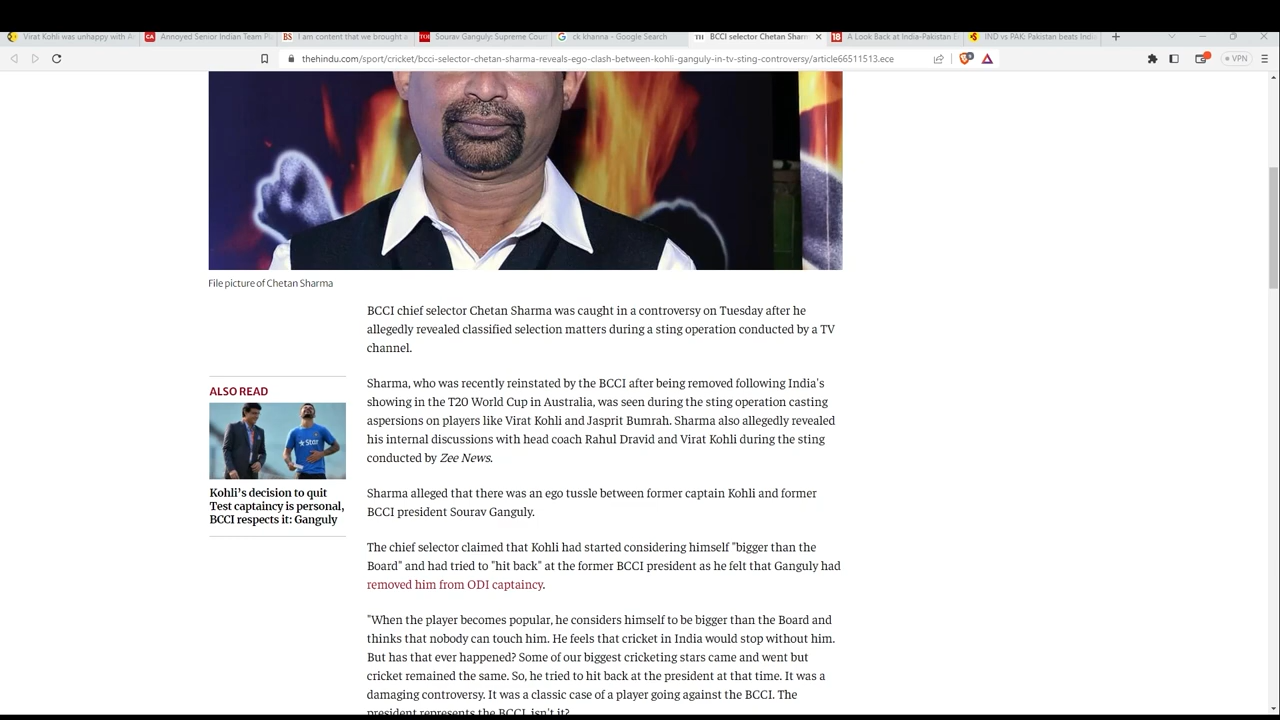 Virat Kohli was unhappy with A
Annoyed Senior Indian Team Pl
I am content that we brought a
Sourav Ganguly: Supreme Cour
ck khanna - Google Search
BCCI selector Chetan Sharm
A Look Back at India-Pakistan E
IND vs PAK: Pakistan beats Indi
thehindu.com/sport/cricket/bcci-selector-chetan-sharma-reveals-ego-clash-between-kohli-ganguly-in-tv-sting-controversy/article66511513.ece
VPN
File picture of Chetan Sharma
BCCI chief selector Chetan Sharma was caught in a controversy on Tuesday after he
allegedly revealed classified selection matters during a sting operation conducted by a TV
channel.
ALSO READ
Star
Kohli's decision to quit
Test captaincy is personal,
BCCI respects it: Ganguly
Sharma, who was recently reinstated by the BCCI after being removed following India's
showing in the T20 World Cup in Australia, was seen during the sting operation casting
aspersions on players like Virat Kohli and Jasprit Bumrah. Sharma also allegedly revealed
his internal discussions with head coach Rahul Dravid and Virat Kohli during the sting
conducted by Zee News.
Sharma alleged that there was an ego tussle between former captain Kohli and former
BCCI president Sourav Ganguly.
The chief selector claimed that Kohli had started considering himself "bigger than the
Board" and had tried to "hit back" at the former BCCI president as he felt that Ganguly had
removed him from ODI captaincy.
"When the player becomes popular, he considers himself to be bigger than the Board and
thinks that nobody can touch him. He feels that cricket in India would stop without him.
But has that ever happened? Some of our biggest cricketing stars came and went but
cricket remained the same. So, he tried to hit back at the president at that time. It was a
damaging controversy. It was a classic case of a player going against the BCCI. The
president represents the BCCI, isn't it?